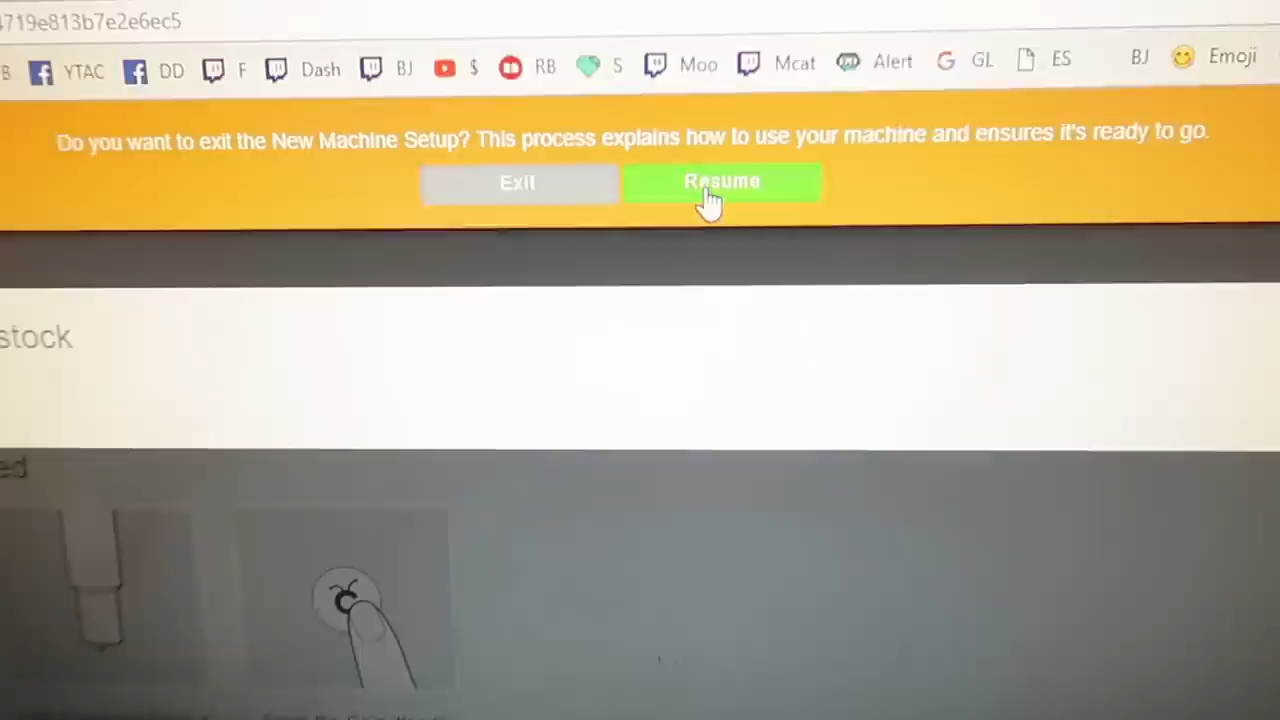 4719e813b7e2e6ec5
B YTAC DD F Dash BJ $ RB S Moo Mcat Alert GL ES BJ Emoji
Do you want to exit the New Machine Setup? This process explains how to use your machine and ensures it's ready to go.
Exit Resume
stock
ed